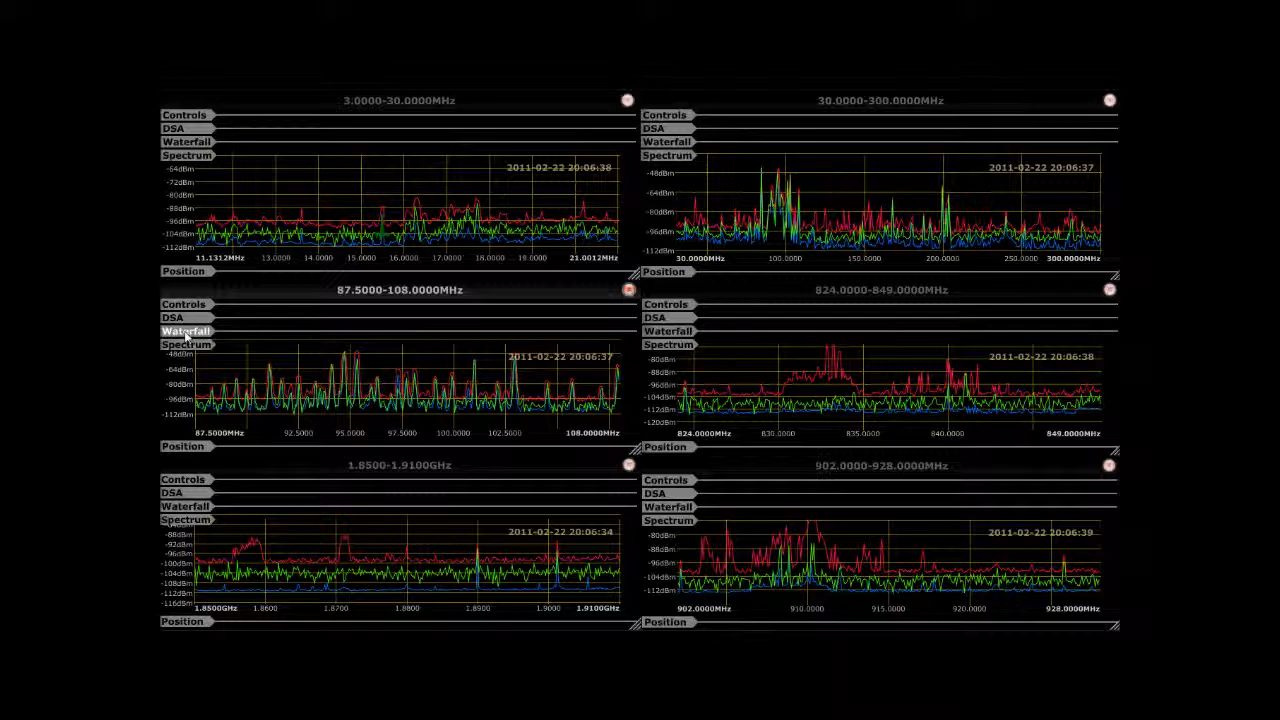 3.0000-30.0000MHz
Controls
DSA
Waterfall
Spectrum
2011-02-22 20:06:38
-64dBm
-72dBm
-80dBm
-88dBm
-96dBm
-104dBm
-112dBm
11.1312MHz 13.0000 14.0000 15.0000 16.0000 17.0000 18.0000 19.0000 21.0012MHz
Position
30.0000-300.0000MHz
Controls
DSA
Waterfall
Spectrum
2011-02-22 20:06:37
-48dBm
-64dBm
-80dBm
-96dBm
-112dBm
30.0000MHz 100.0000 150.0000 200.0000 250.0000 300.0000MHz
Position
87.5000-108.0000MHz
Controls
DSA
Waterfall
Spectrum
2011-02-22 20:06:37
-48dBm
-64dBm
-80dBm
-96dBm
-112dBm
87.5000MHz 92.5000 95.0000 97.5000 100.0000 102.5000 108.0000MHz
Position
824.0000-849.0000MHz
Controls
DSA
Waterfall
Spectrum
2011-02-22 20:06:38
-80dBm
-88dBm
-96dBm
-104dBm
-112dBm
-120dBm
824.0000MHz 830.0000 835.0000 840.0000 849.0000MHz
Position
1.8500-1.9100GHz
Controls
DSA
Waterfall
Spectrum
2011-02-22 20:06:34
-84dBm
-88dBm
-92dBm
-96dBm
-100dBm
-104dBm
-108dBm
-112dBm
-116dBm
1.8500GHz 1.8600 1.8700 1.8800 1.8900 1.9000 1.9100GHz
Position
902.0000-928.0000MHz
Controls
DSA
Waterfall
Spectrum
2011-02-22 20:06:39
-80dBm
-88dBm
-96dBm
-104dBm
-112dBm
902.0000MHz 910.0000 915.0000 920.0000 928.0000MHz
Position